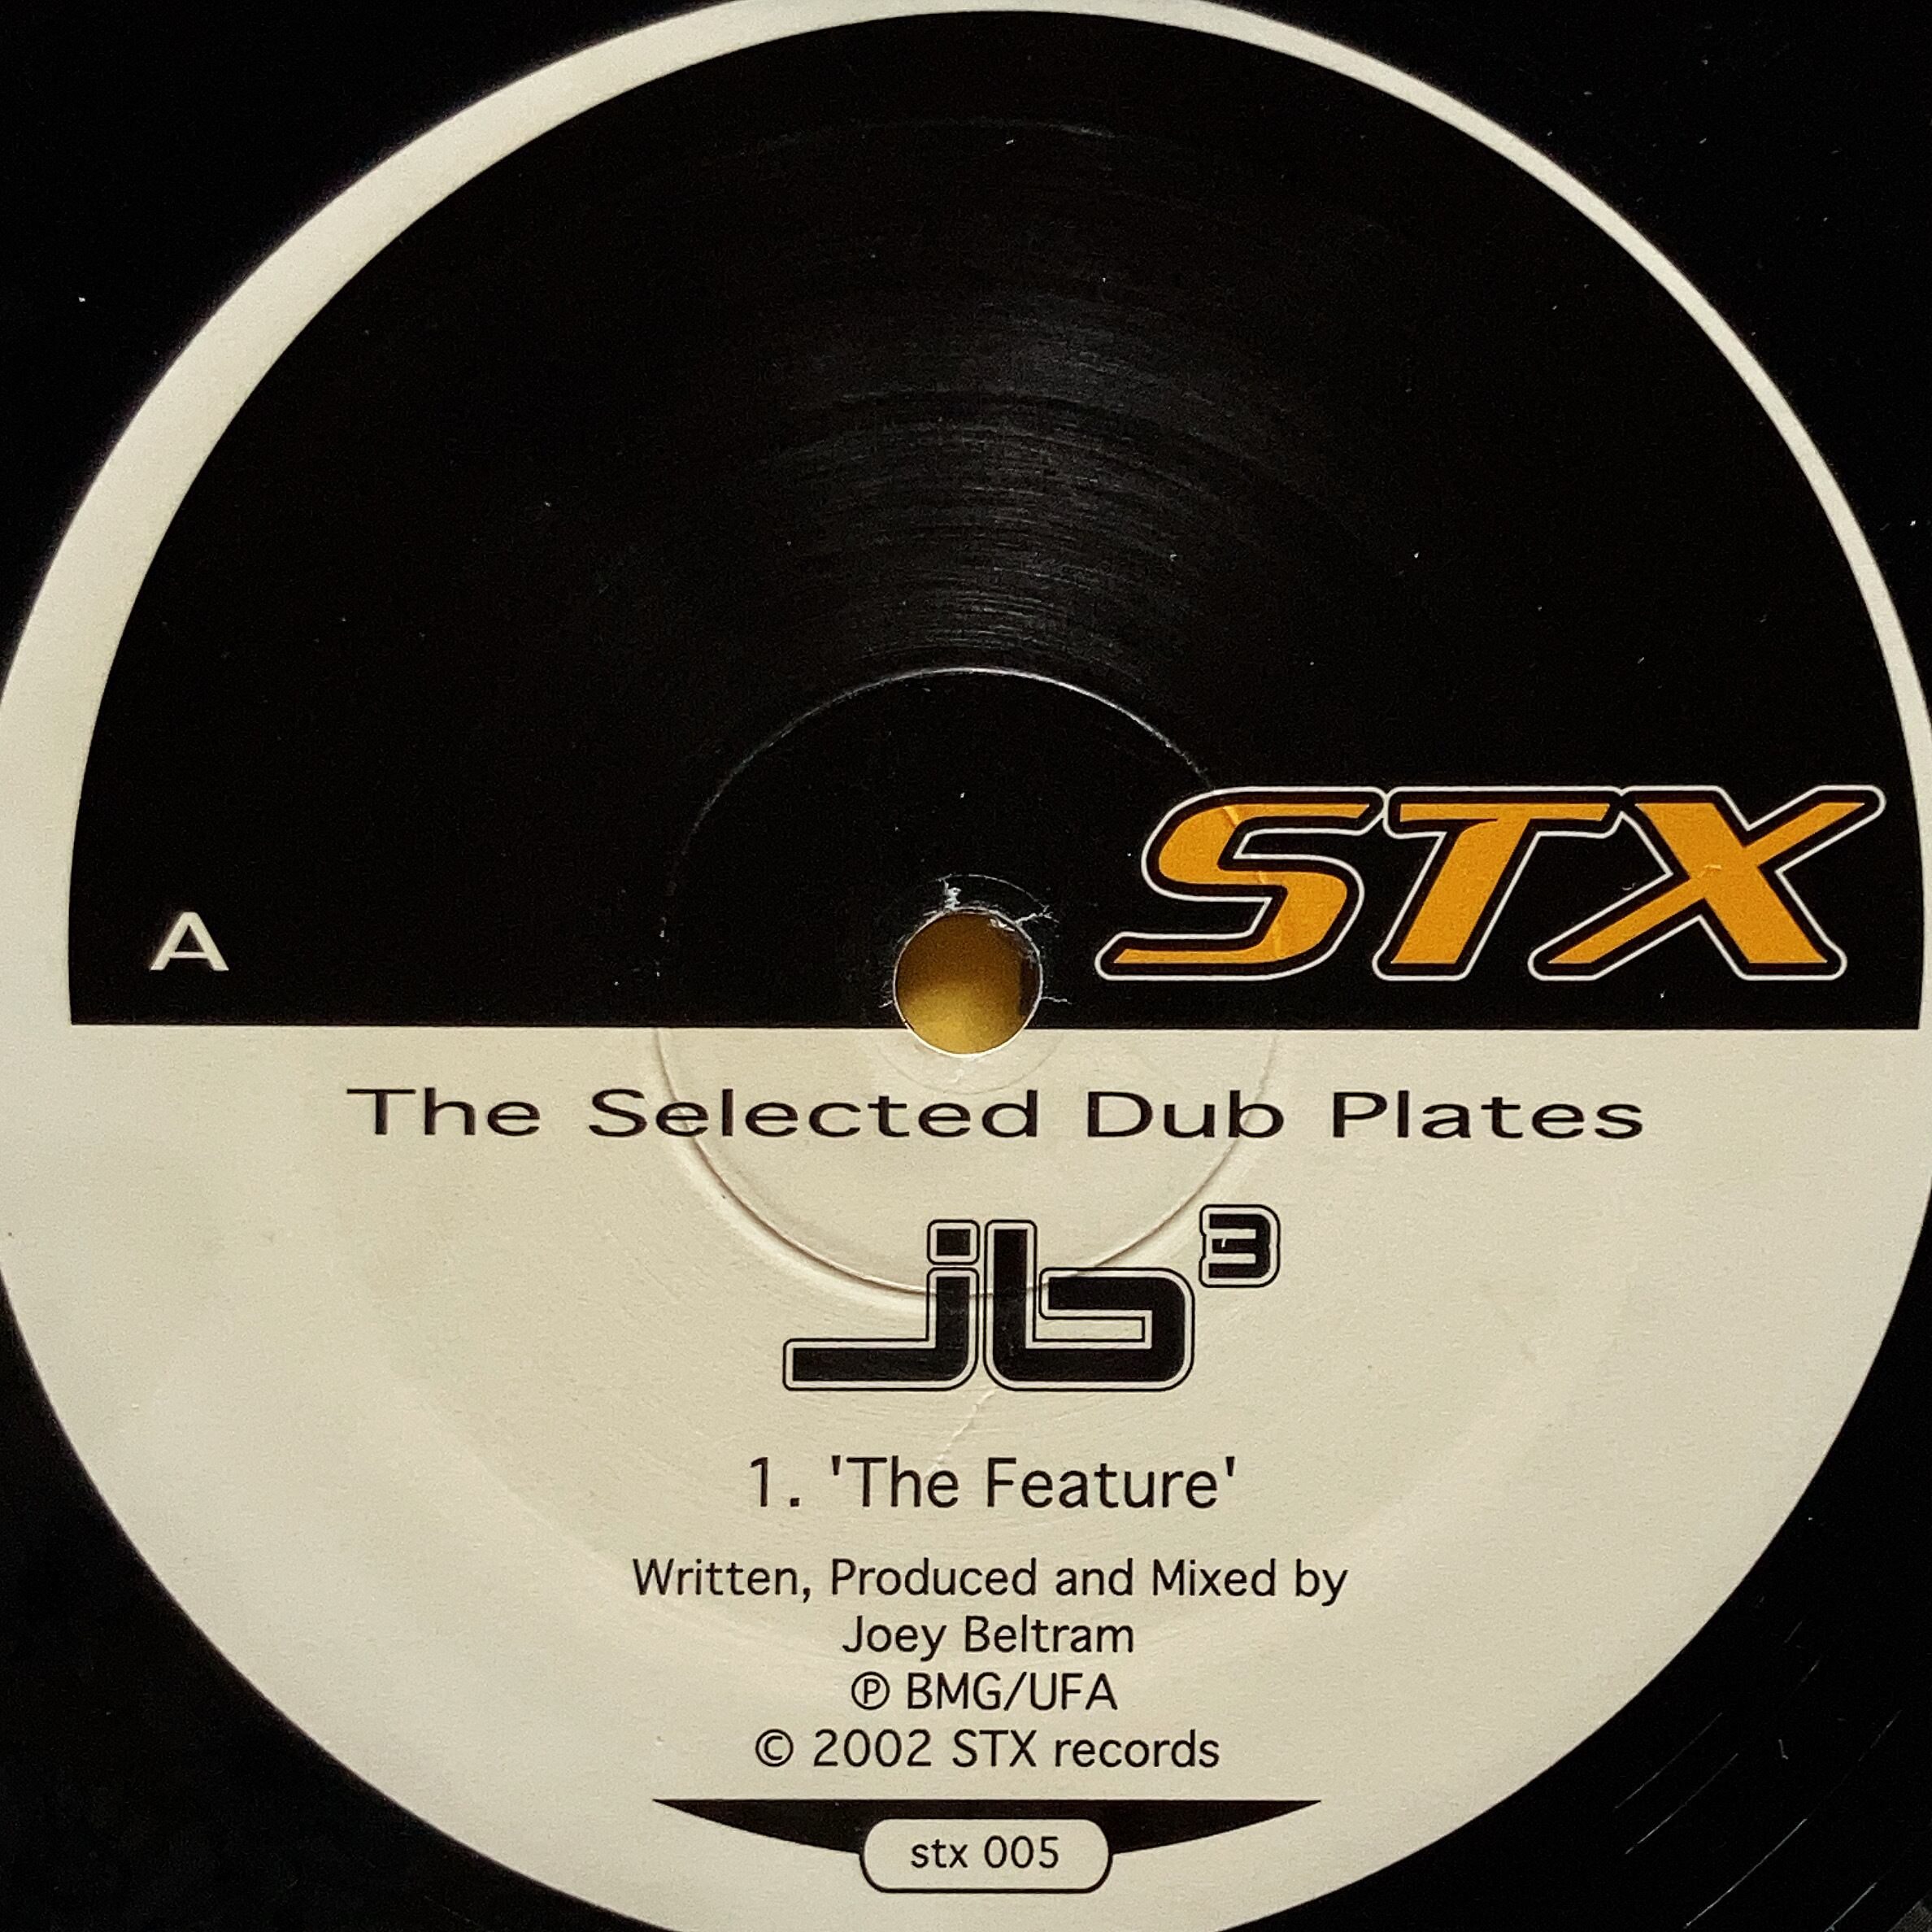 STX
A
The Selected Dub Plates
jb³
1. 'The Feature'
Written, Produced and Mixed by
Joey Beltram
℗ BMG/UFA
© 2002 STX records
stx 005